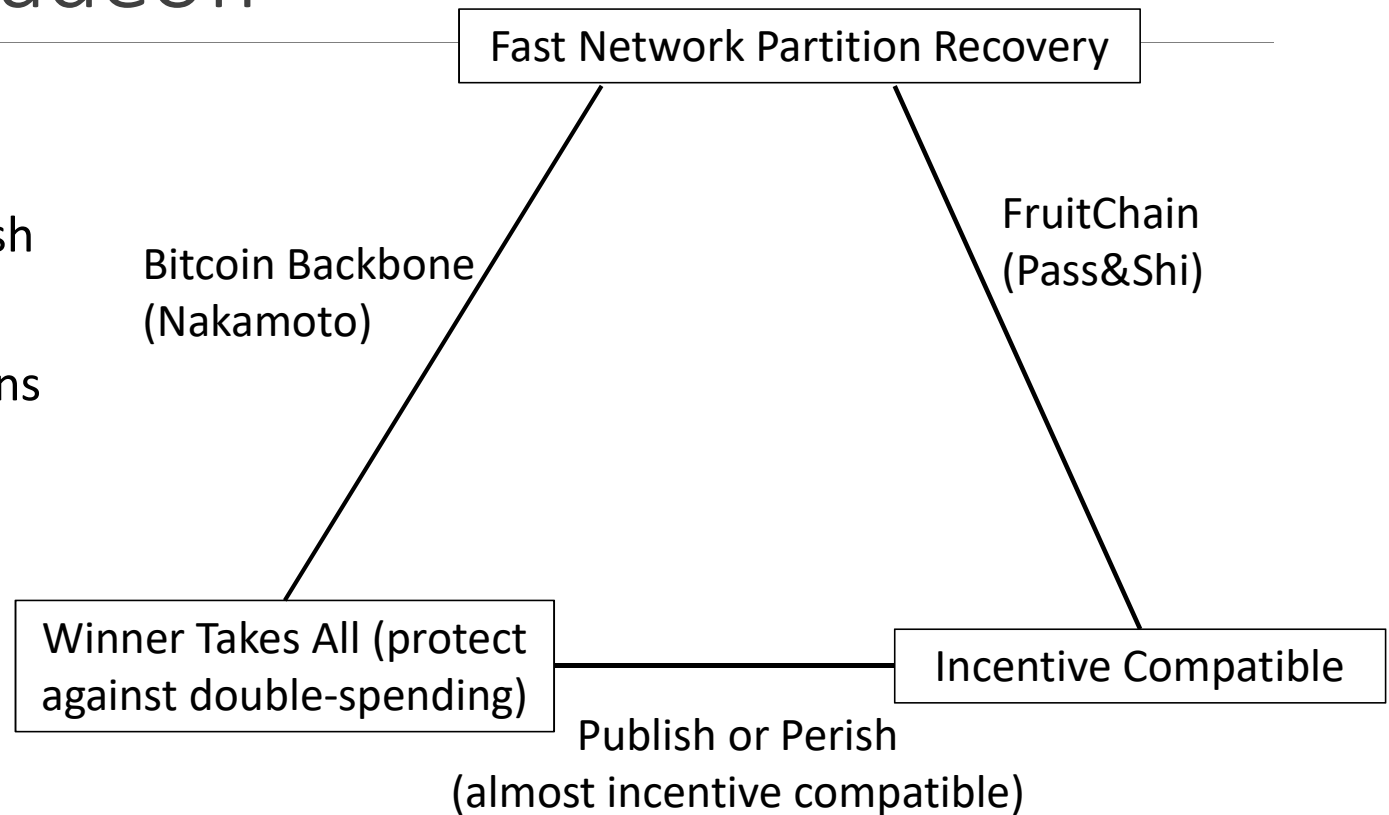 Fast Network Partition Recovery
FruitChain
(Pass&Shi)
Bitcoin Backbone
(Nakamoto)
Winner Takes All (protect
against double-spending)
Incentive Compatible
Publish or Perish
(almost incentive compatible)